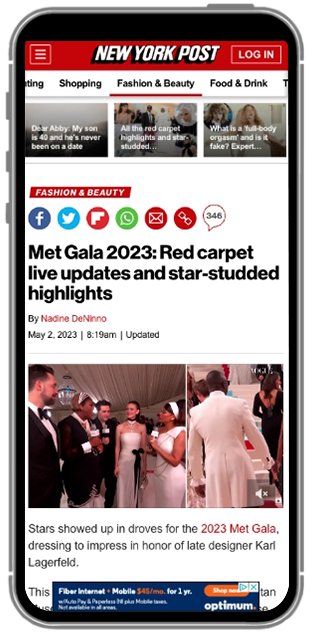 NEW YORK POST
LOG IN
nting Shopping Fashion & Beauty Food & Drink T
Dear Abby: My son
is 40 and he's never
been on a date
All the red carpet
highlights and star-
studded...
What is a 'full-body
orgasm' and is it
fake? Expert...
FASHION & BEAUTY
346
Met Gala 2023: Red carpet
live updates and star-studded
highlights
By Nadine DeNinno
May 2, 2023 | 8:19am | Updated
VOGUE
Stars showed up in droves for the 2023 Met Gala,
dressing to impress in honor of late designer Karl
Lagerfeld.
This
tan
Fiber Internet + Mobile $45/mo. for 1 yr.
w/Auto Pay & Paperless Bill plus Mobile taxes.
Not available in all areas.
Shop now
optimum.